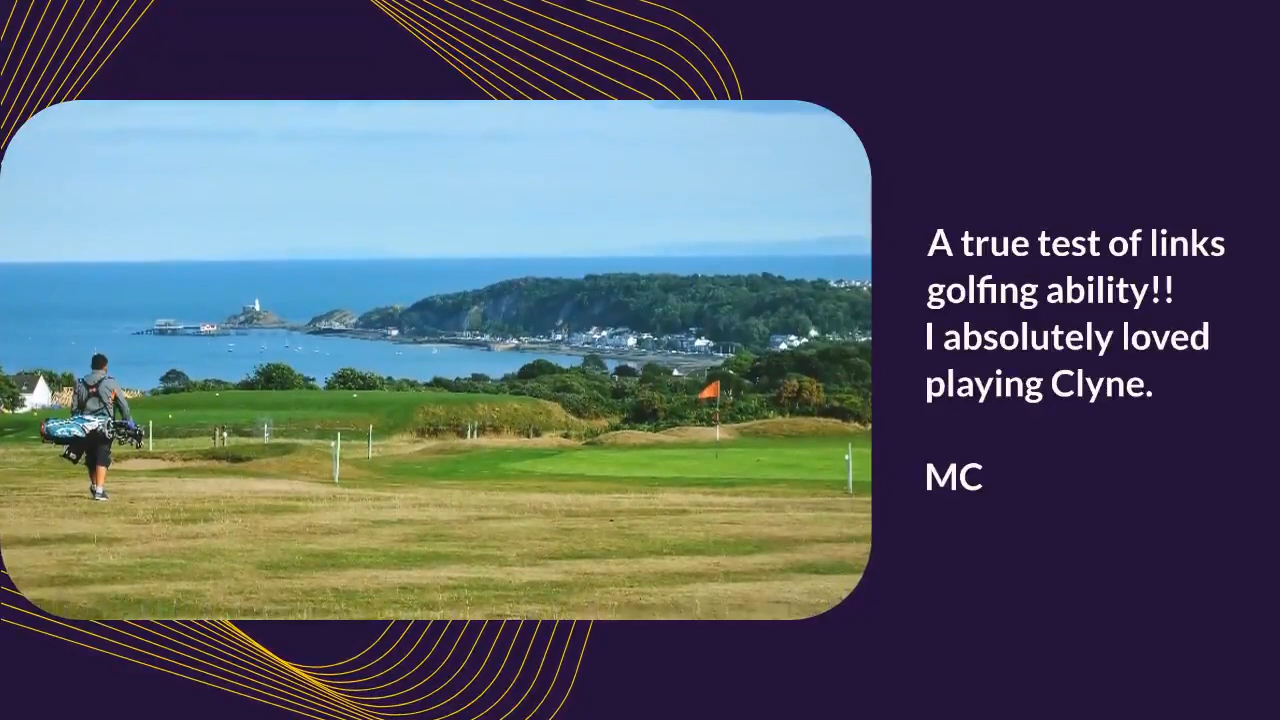 A true test of links
golfing ability!!
I absolutely loved
playing Clyne.
MC